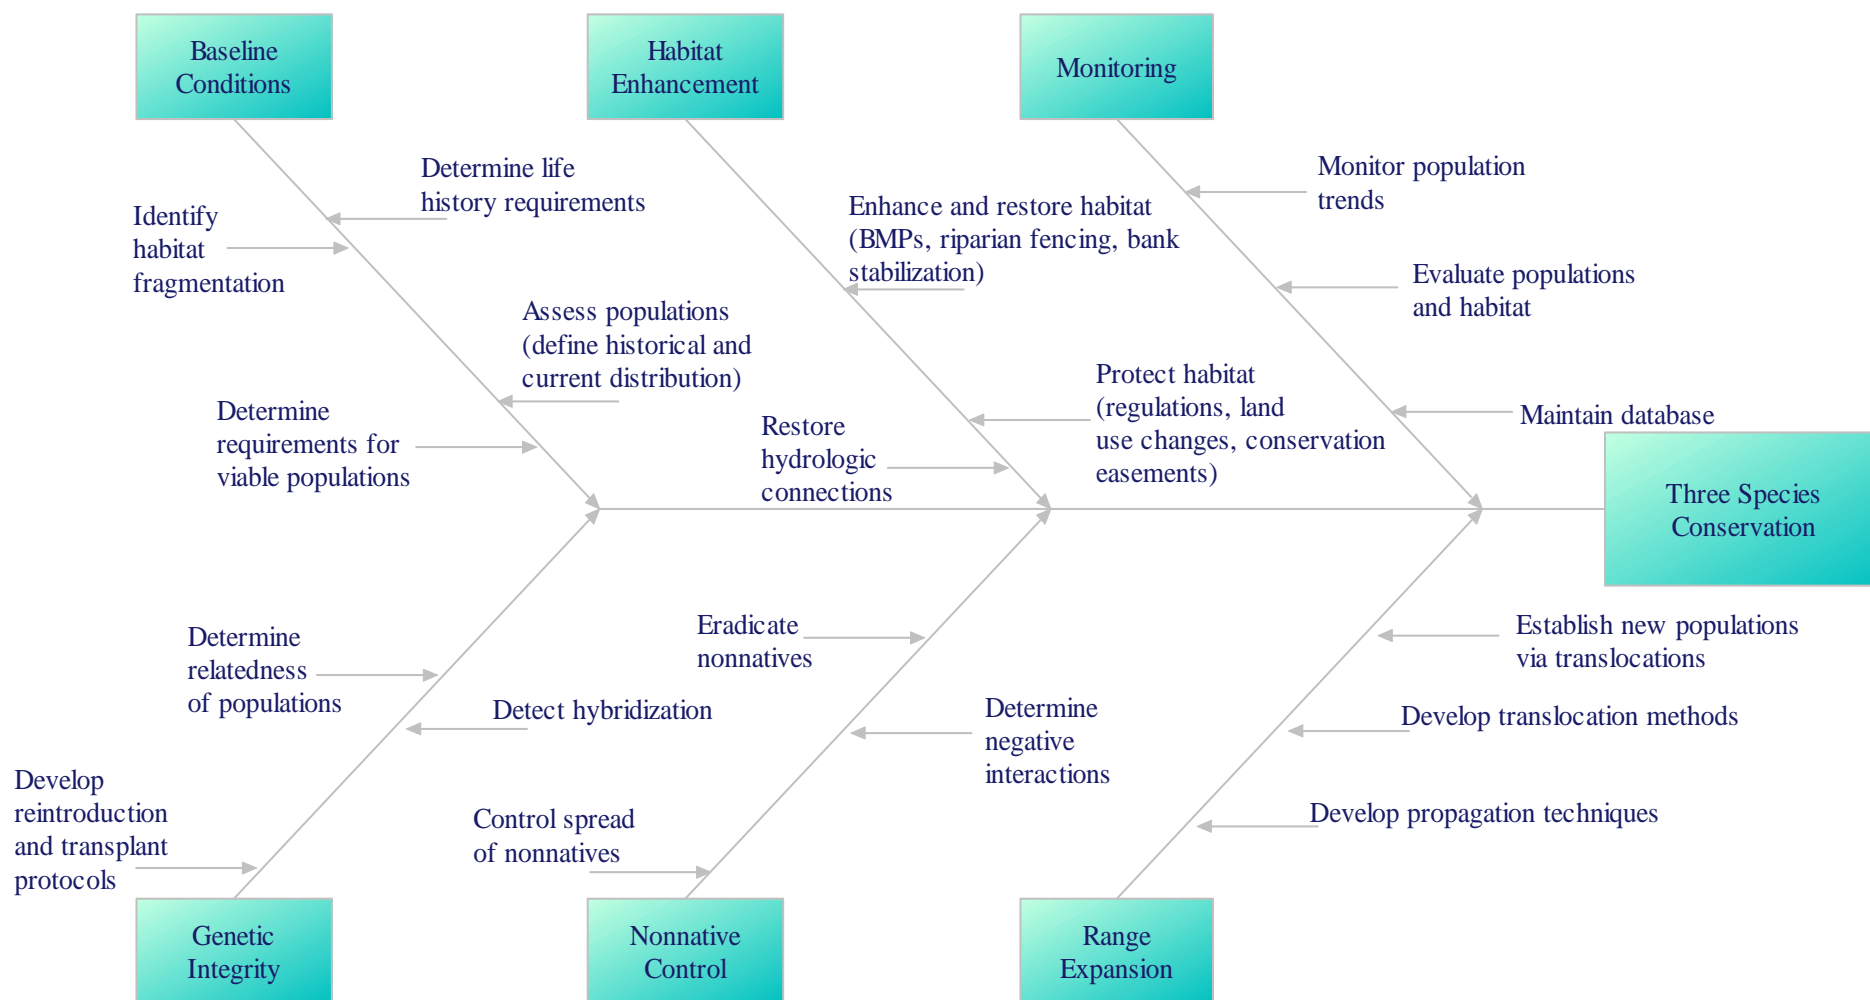 Baseline
Conditions
Habitat
Enhancement
Monitoring
Determine life
history requirements
Identify
habitat
fragmentation
Assess populations
(define historical and
current distribution)
Determine
requirements for
viable populations
Enhance and restore habitat
(BMPs, riparian fencing, bank
stabilization)
Protect habitat
(regulations, land
use changes, conservation
easements)
Restore
hydrologic
connections
Monitor population
trends
Evaluate populations
and habitat
Maintain database
Three Species
Conservation
Determine
relatedness
of populations
Detect hybridization
Develop
reintroduction
and transplant
protocols
Eradicate
nonnatives
Determine
negative
interactions
Control spread
of nonnatives
Establish new populations
via translocations
Develop translocation methods
Develop propagation techniques
Genetic
Integrity
Nonnative
Control
Range
Expansion